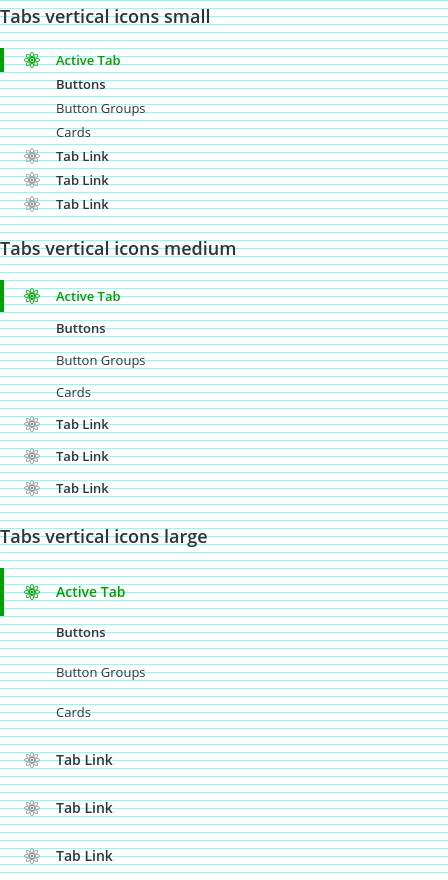 Tabs vertical icons small
Active Tab
Buttons
Button Groups
Cards
Tab Link
Tab Link
Tab Link
Tabs vertical icons medium
Active Tab
Buttons
Button Groups
Cards
Tab Link
Tab Link
Tab Link
Tabs vertical icons large
Active Tab
Buttons
Button Groups
Cards
Tab Link
Tab Link
Tab Link